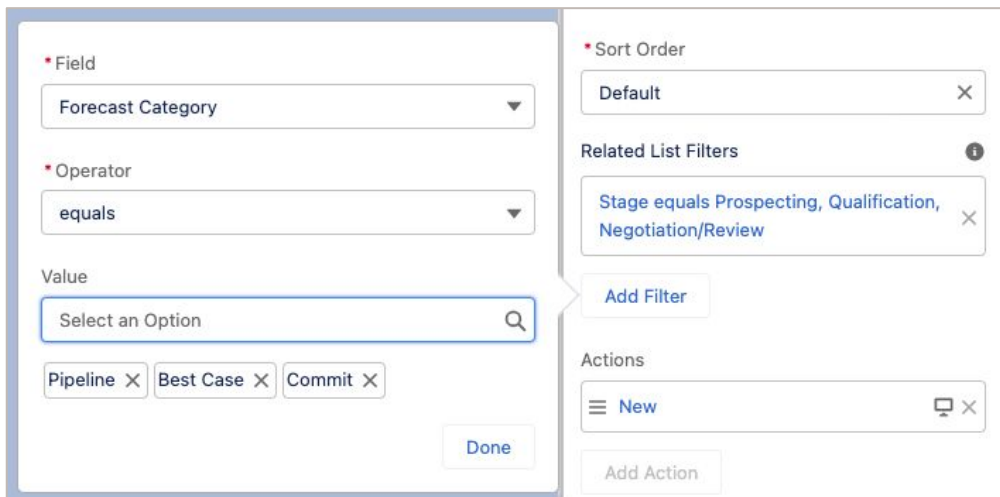 * Field
Forecast Category
* Operator
equals
Value
Select an Option
Pipeline
Best Case
Commit
Done
* Sort Order
Default
Related List Filters
Stage equals Prospecting, Qualification,
Negotiation/Review
Add Filter
Actions
New
Add Action